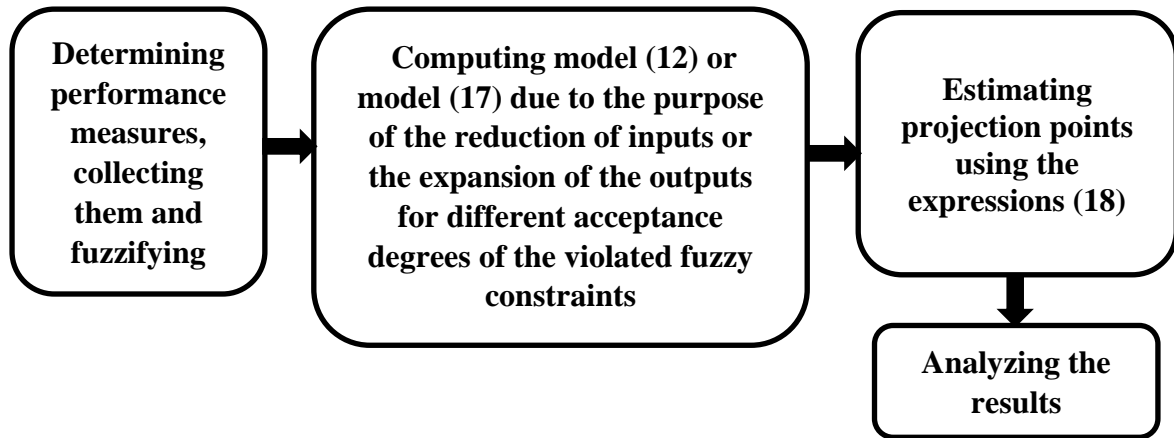 Determining
performance
measures,
collecting
them and
fuzzifying
Computing model (12) or
model (17) due to the purpose
of the reduction of inputs or
the expansion of the outputs
for different acceptance
degrees of the violated fuzzy
constraints
Estimating
projection points
using the
expressions (18)
Analyzing the
results